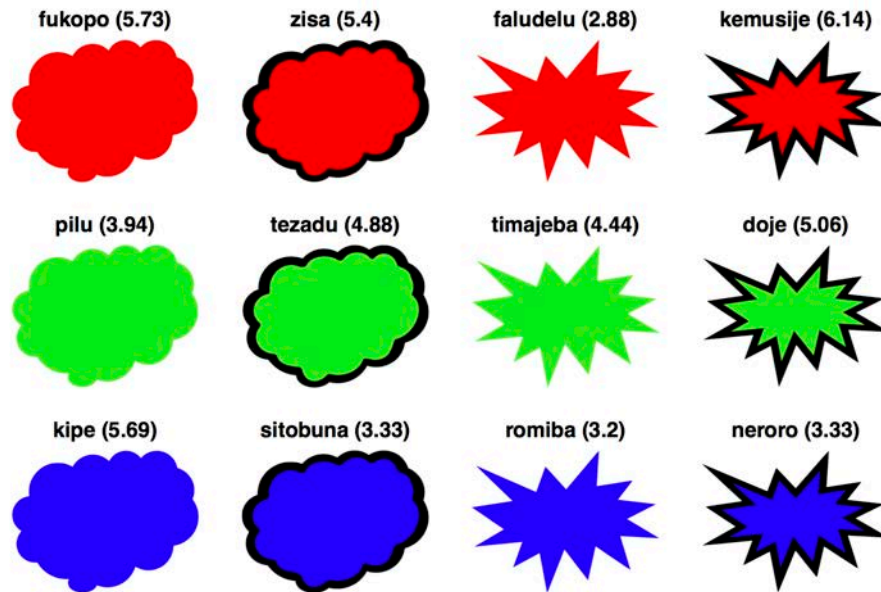 fukopo (5.73) zisa (5.4) faludelu (2.88) kemusije (6.14)
pilu (3.94) tezadu (4.88) timajeba (4.44) doje (5.06)
kipe (5.69) sitobuna (3.33) romiba (3.2) neroro (3.33)